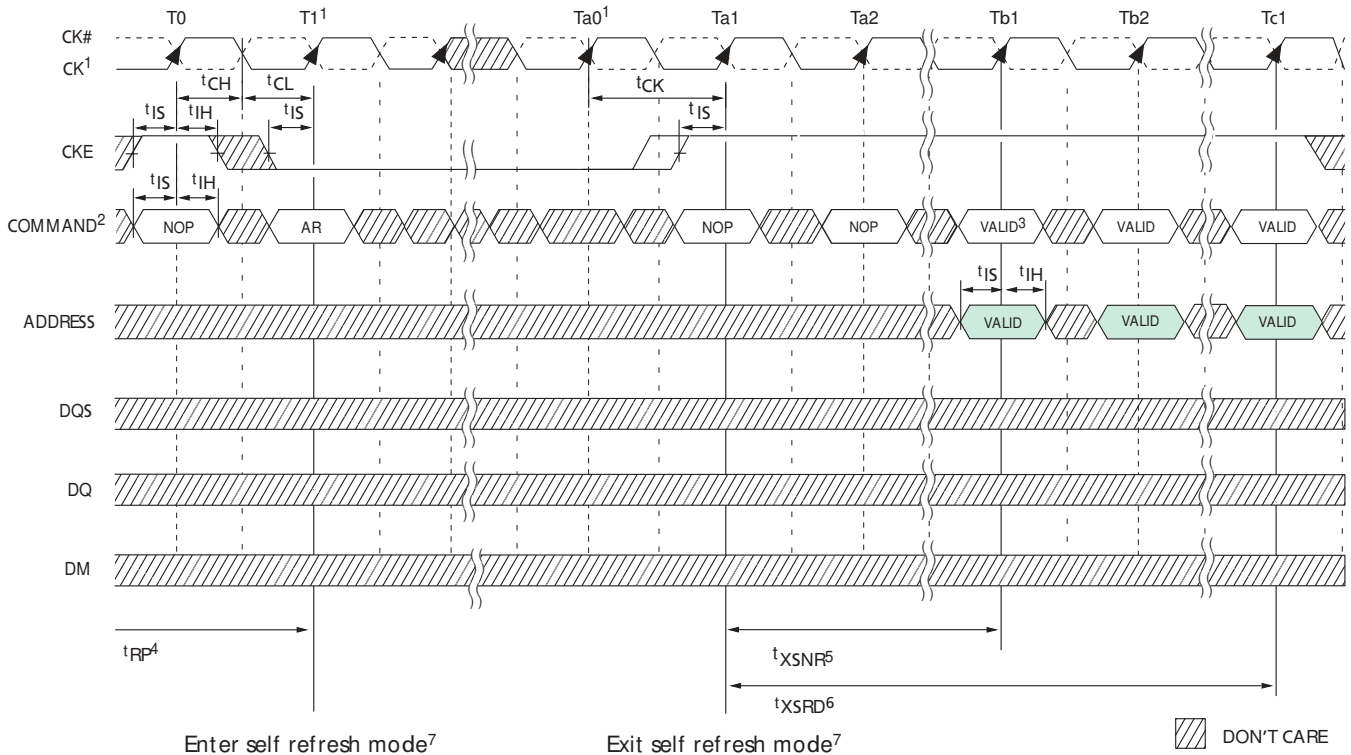 T0 T1¹ Ta0¹ Ta1 Ta2 Tb1 Tb2 Tc1
CK#
CK¹
tCH tCL tCK
tIS tIH tIS tIS
CKE
tIS tIH
COMMAND² NOP AR NOP NOP VALID³ VALID VALID
tIS tIH
ADDRESS VALID VALID VALID
DQS
DQ
DM
tRP⁴ tXSNR⁵
tXSRD⁶
Enter self refresh mode⁷ Exit self refresh mode⁷ DON'T CARE